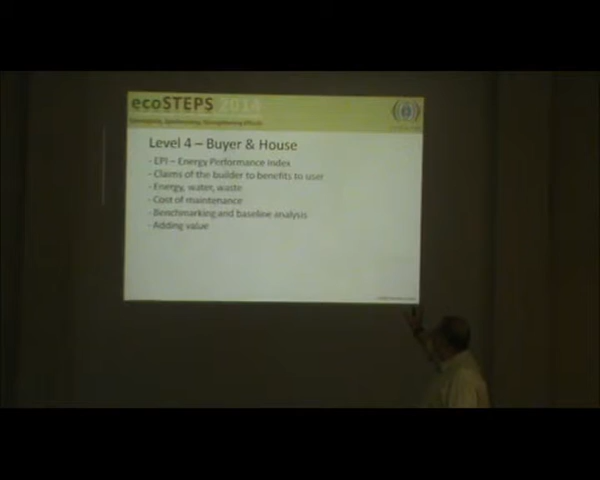 ecoSTEPS 2014
Level 4 – Buyer & House
- EPI – Energy Performance Index
- Claims of the builder to benefits to user
- Energy, water, waste
- Cost of maintenance
- Benchmarking and baseline analysis
- Adding value